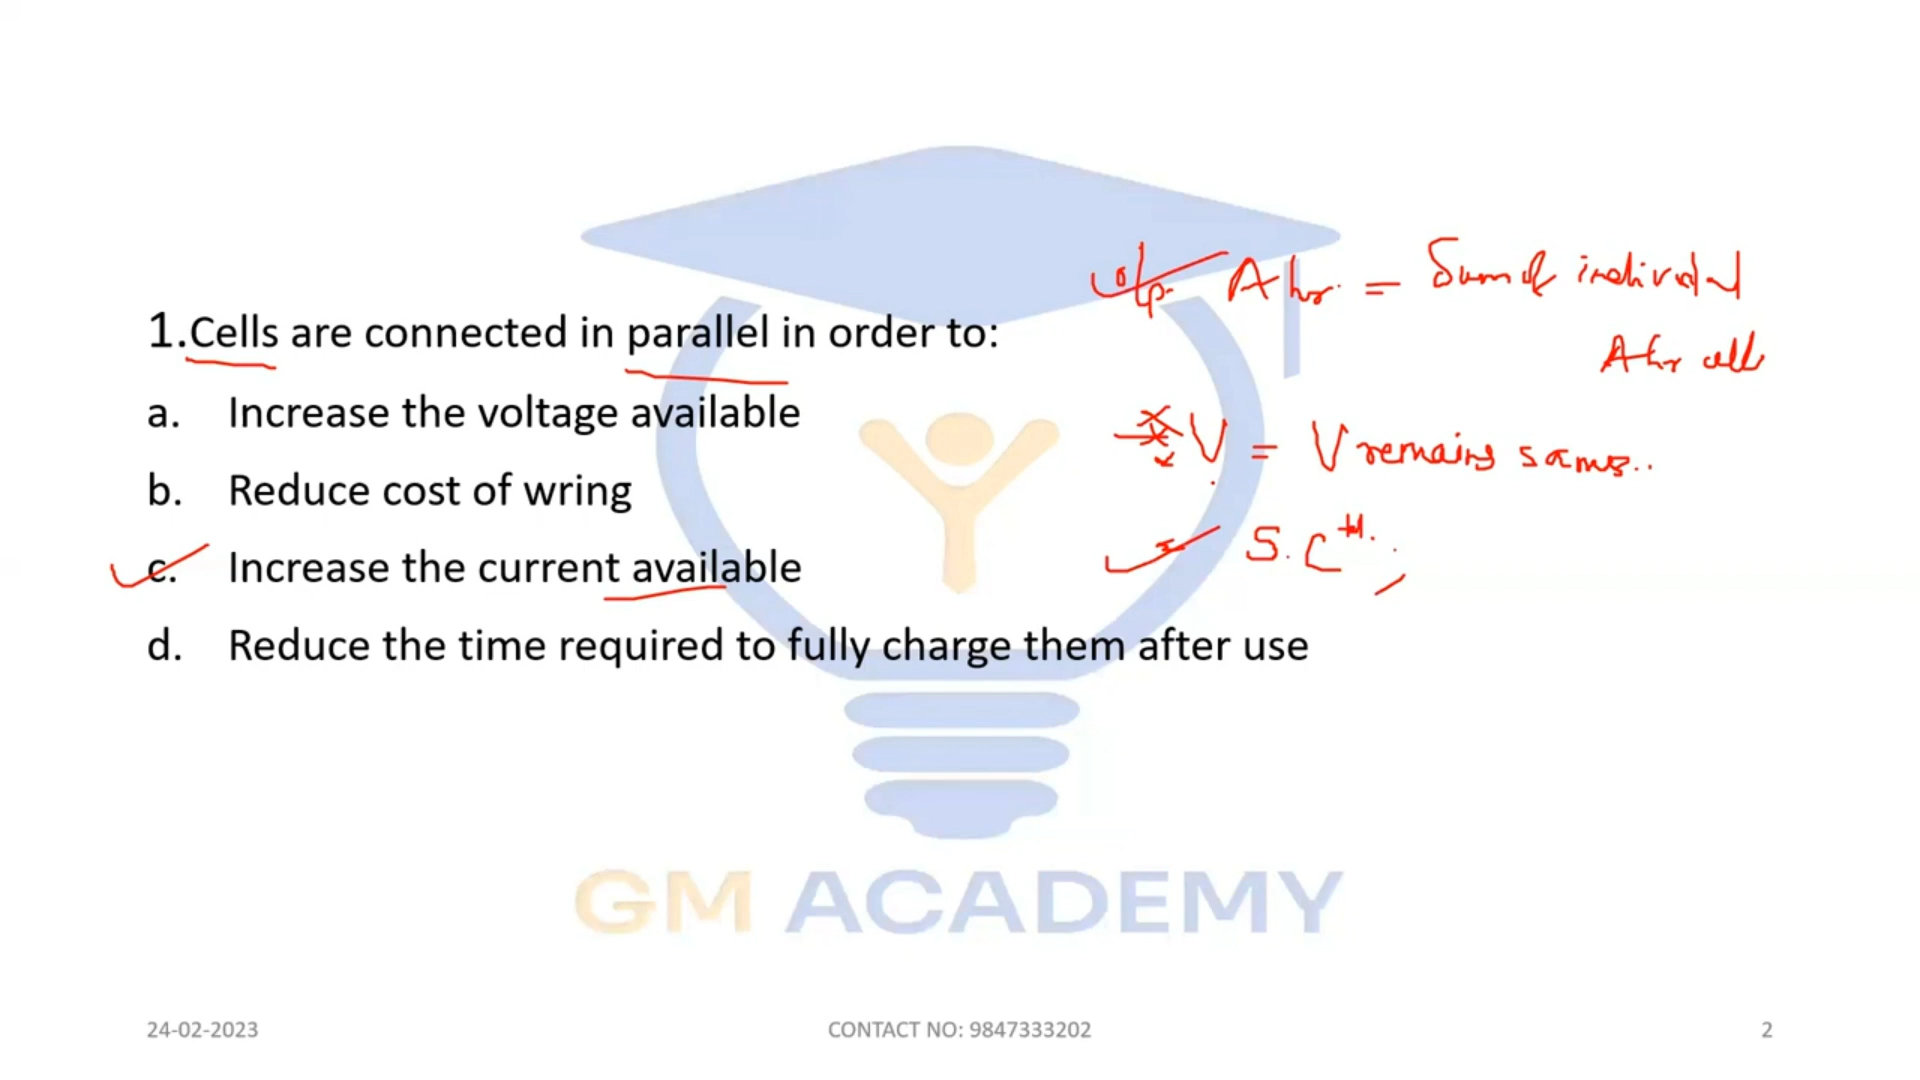 1.Cells are connected in parallel in order to:
a. Increase the voltage available
b. Reduce cost of wring
c. Increase the current available
d. Reduce the time required to fully charge them after use
o/p. A hr. = Sum of individual
A hr cells
V = V remains same..
S.C
GM ACADEMY
24-02-2023
CONTACT NO: 9847333202
2